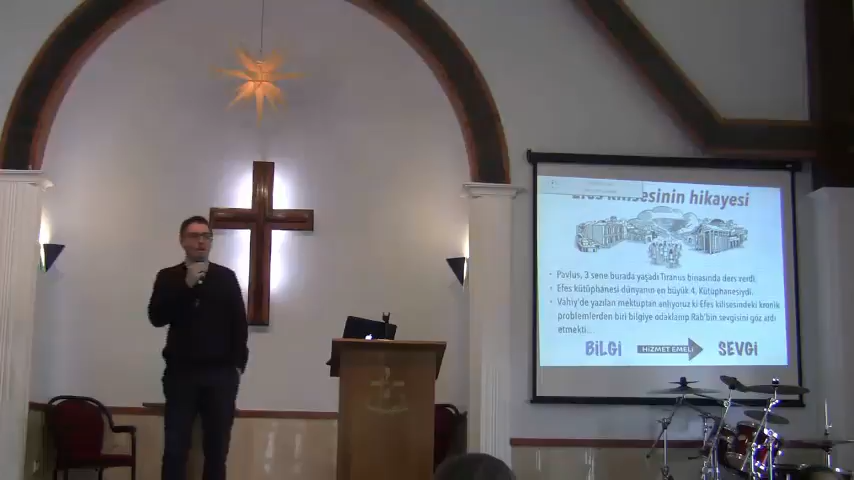 Efes kilisesinin hikayesi
• Pavlus, 3 sene burada yaşadı Tiranus binasında ders verdi.
• Efes kütüphanesi dünyanın en büyük 4. Kütüphanesiydi.
• Vahiy'de yazılan mektuptan anlıyoruz ki Efes kilisesindeki kronik
problemlerden biri bilgiye odaklanıp Rab'bin sevgisini göz ardı
etmekti..
BİLGİ HİZMET EMELİ SEVGİ